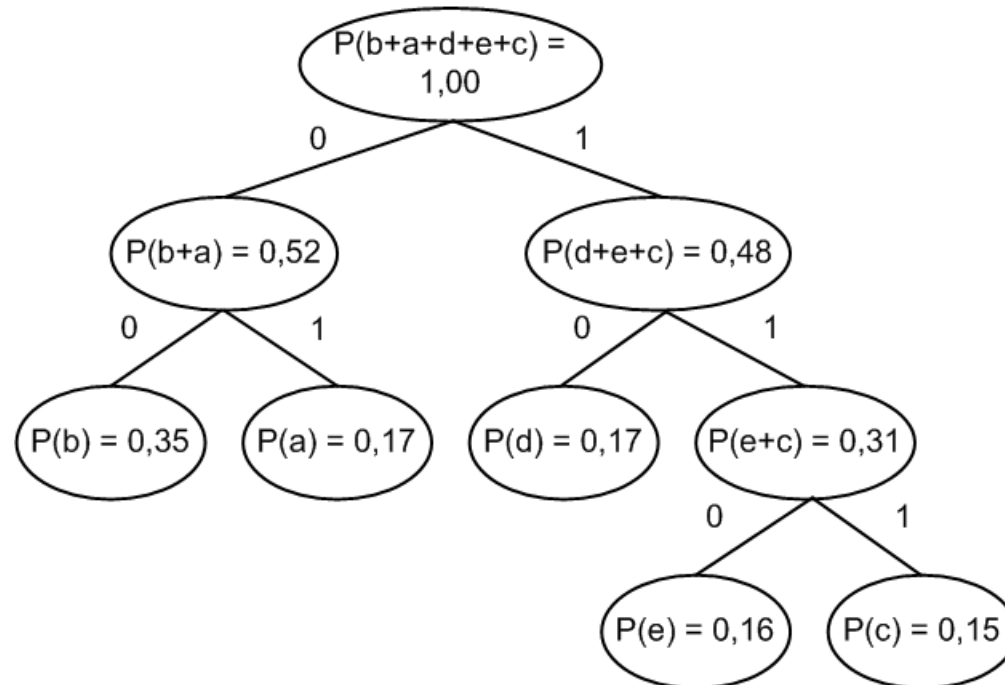 P(b+a+d+e+c) =
1,00
0
1
P(b+a) = 0,52
P(d+e+c) = 0,48
0
1
0
1
P(b) = 0,35
P(a) = 0,17
P(d) = 0,17
P(e+c) = 0,31
0
1
P(e) = 0,16
P(c) = 0,15